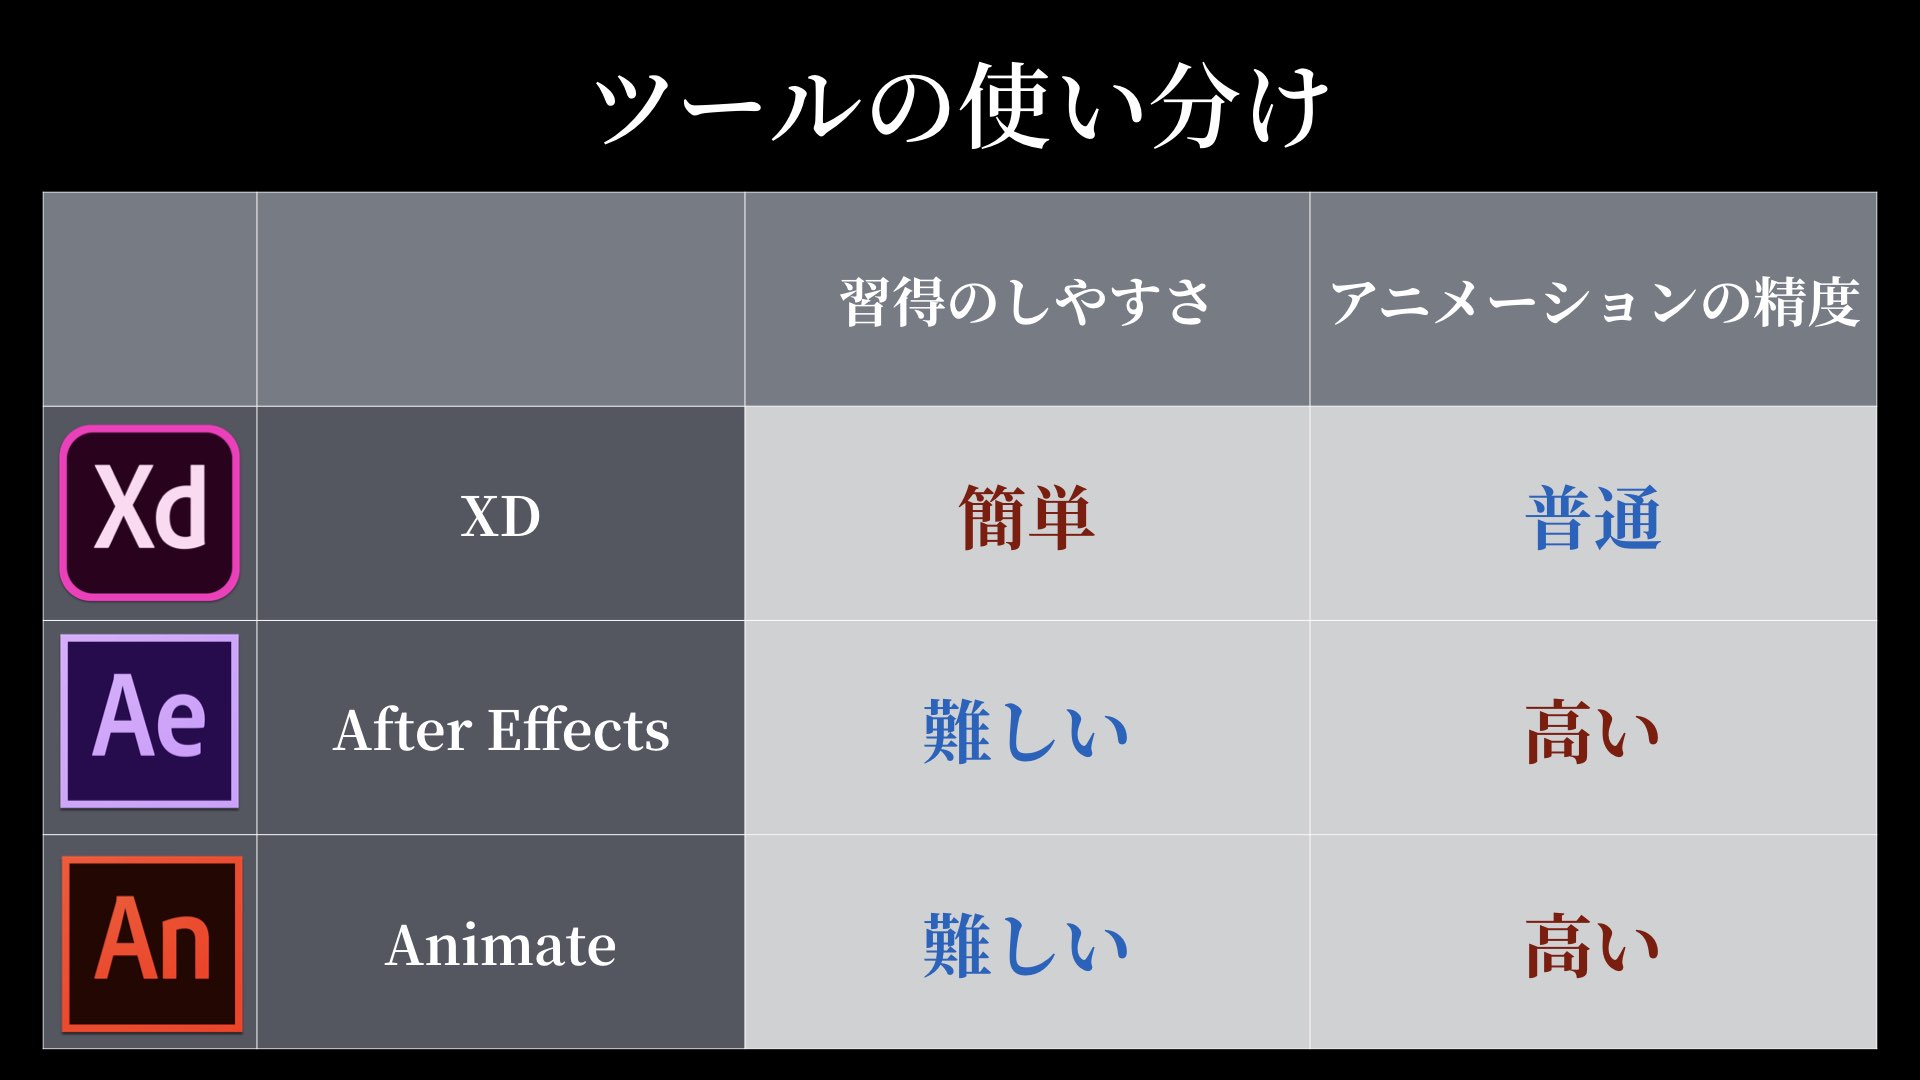 ツールの使い分け
習得のしやすさ アニメーションの精度
Xd XD 簡単 普通
Ae After Effects 難しい 高い
An Animate 難しい 高い